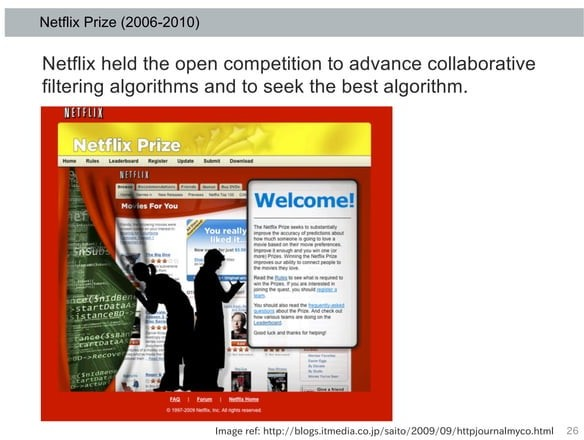 Netflix Prize (2006-2010)
Netflix held the open competition to advance collaborative
filtering algorithms and to seek the best algorithm.
NETFLIX
Netflix Prize
Home Rules Leaderboard Register Update Submit Download
NETFLIX
Browse Recommendations Friends Queue Buy DVDs
Movies For You
You really
liked it...
Welcome!
The Netflix Prize seeks to substantially
improve the accuracy of predictions about
how much someone is going to love a
movie based on their movie preferences.
Improve it enough and you win one (or
more) Prizes. Winning the Netflix Prize
improves our ability to connect people to
the movies they love.
Read the Rules to see what is required to
win the Prizes. If you are interested in
joining the quest, you should register a
team.
You should also read the frequently-asked
questions about the Prize. And check out
how various teams are doing on the
Leaderboard.
Good luck and thanks for helping!
FAQ | Forum | Netflix Home
© 1997-2009 Netflix, Inc. All rights reserved.
Image ref: http://blogs.itmedia.co.jp/saito/2009/09/httpjournalmyco.html 26